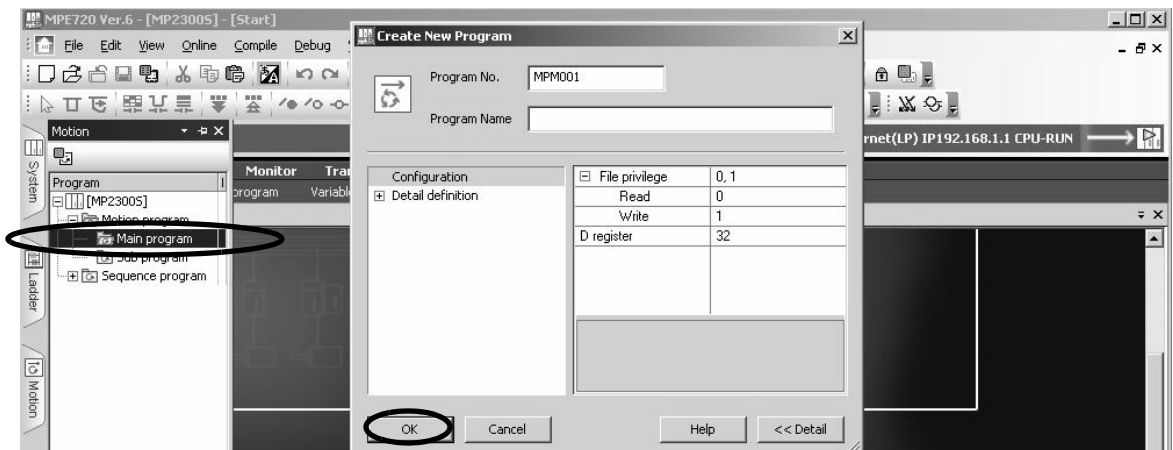 MPE720 Ver.6 - [MP2300S] - [Start]
File Edit View Online Compile Debug
rnet(LP) IP192.168.1.1 CPU-RUN
Motion
Monitor
program
System
Ladder
Motion
Program
[MP2300S]
Motion program
Main program
Sub program
Sequence program
Create New Program
Program No. MPM001
Program Name
Configuration
Detail definition
File privilege 0, 1
Read 0
Write 1
D register 32
OK Cancel Help << Detail